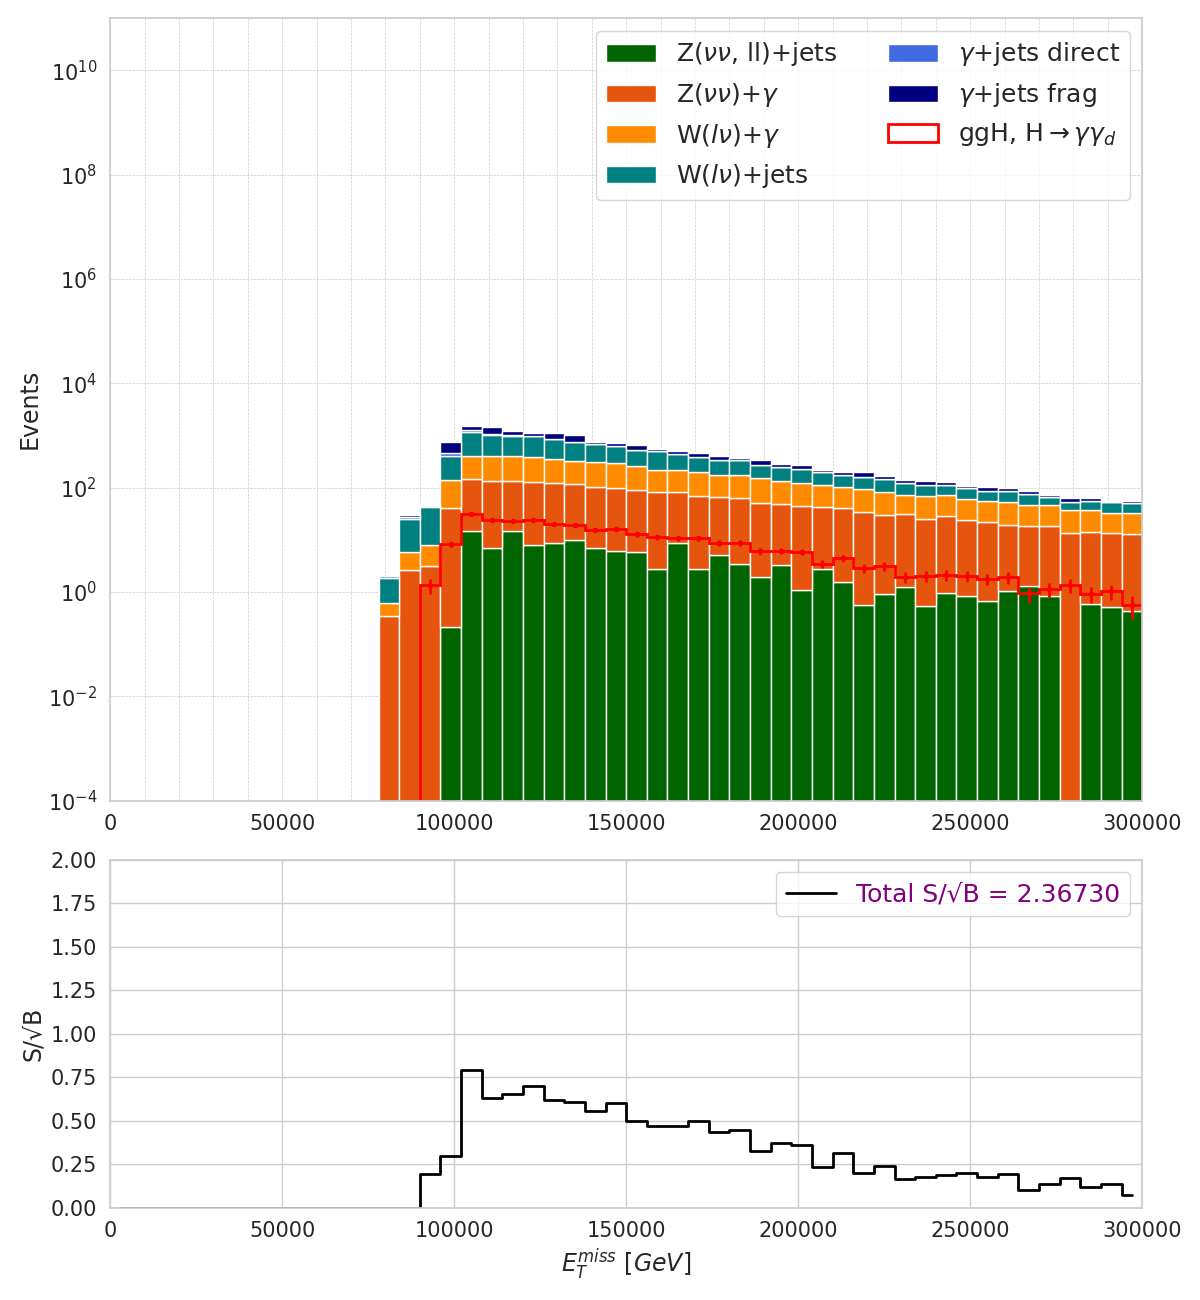 Z(νν, ll)+jets
Z(νν)+γ
W(lν)+γ
W(lν)+jets
γ+jets direct
γ+jets frag
ggH, H→γγ_d
Events
10^10
10^8
10^6
10^4
10^2
10^0
10^−2
10^−4
0 50000 100000 150000 200000 250000 300000
Total S/√B = 2.36730
S/√B
2.00
1.75
1.50
1.25
1.00
0.75
0.50
0.25
0.00
0 50000 100000 150000 200000 250000 300000
E_T^miss [GeV]